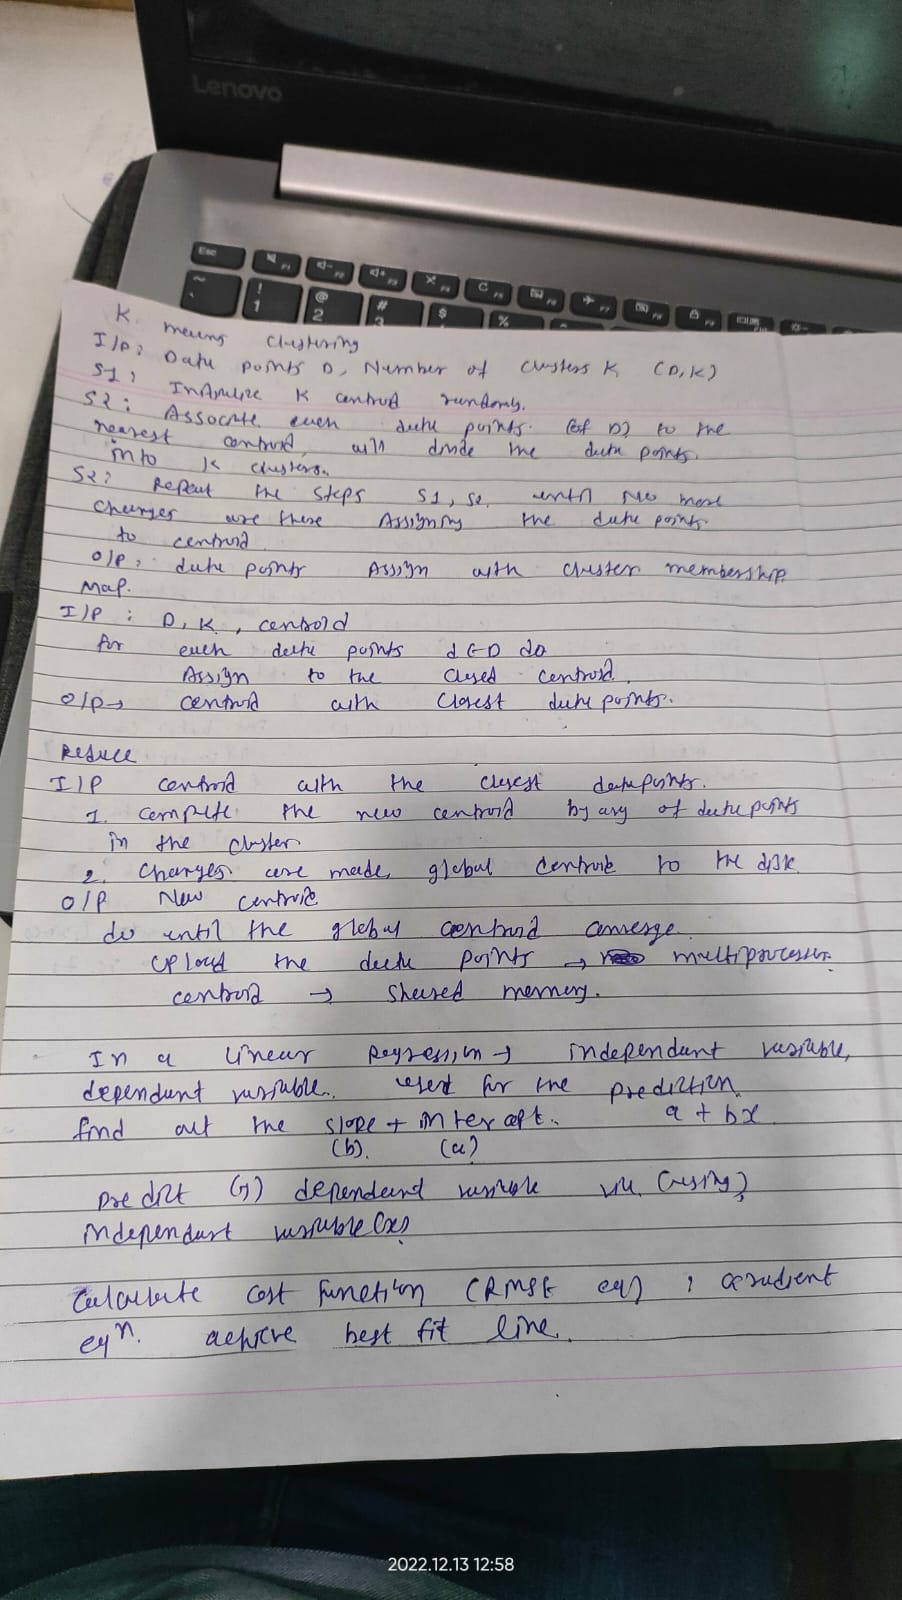 Lenovo
Esc F1 F2 F3 F4 F5 F6 F7 F8 F9
~ ! 1 @ 2 # 3 $ %
K. means clustering
I/p: Data points D, Number of clusters K (D,K)
S1: Initialize K centroid randomly.
S2: Associate each data points (of D) to the
nearest centroid, will divide the data points
into K clusters.
S3: Repeat the steps S1, S2 until No more
changes are there Assigning the data points
to centroid
O/p: data points Assign with cluster membership
Map.
I/P : D, K, centroid
for each data points d ∈ D do
Assign to the closed centroid.
O/p → centroid with closest data points.
Reduce
I/P centroid with the closest datapoints.
1. compute the new centroid by avg of data points
in the cluster
2. changes are made, global centroid to the disk
O/P New centroid
do until the global centroid converge
upload the data points → multiprocessor
centroid → shared memory.
In a linear Regression → independant variable,
dependant variable. used for the prediction
find out the slope + intercept. a + bx
(b). (a)
predict (y) dependant variable via (using)
independant variable (x)
Calculate cost function (RMSE eq) ; gradient
eqⁿ. achieve best fit line.
2022.12.13 12:58